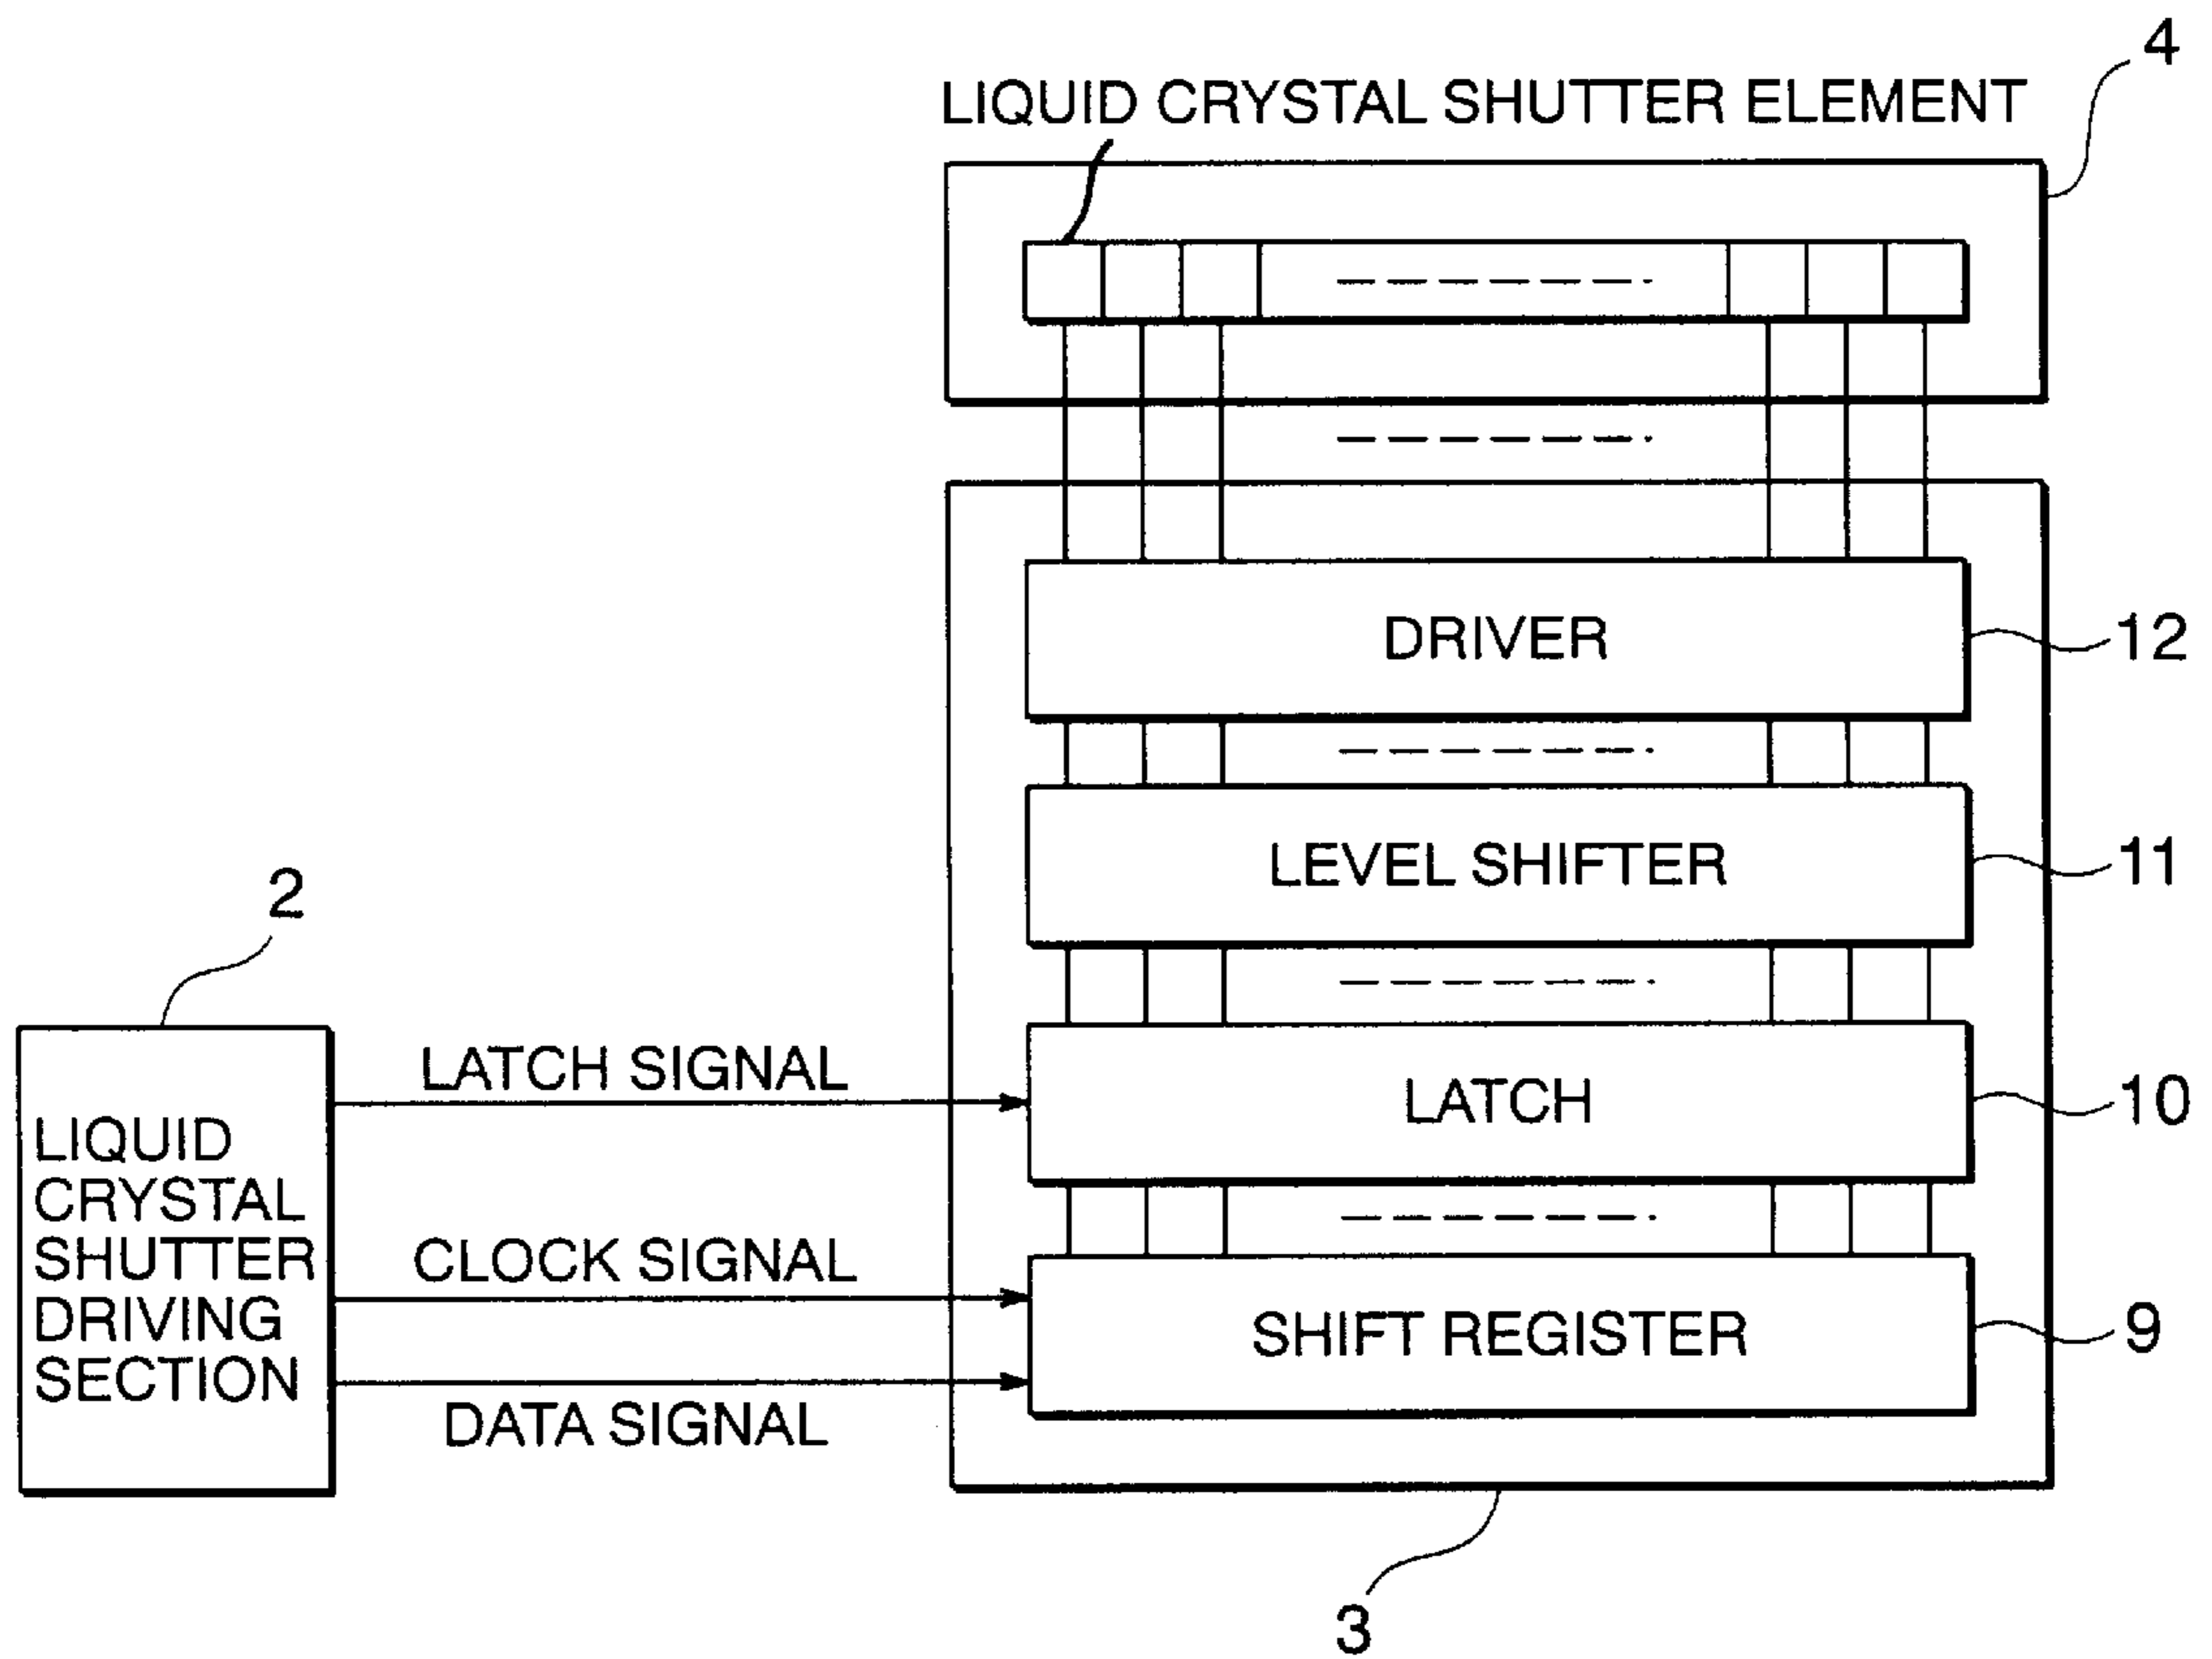 4
LIQUID CRYSTAL SHUTTER ELEMENT
DRIVER
12
LEVEL SHIFTER
11
2
LATCH SIGNAL
LATCH
10
LIQUID
CRYSTAL
SHUTTER
DRIVING
SECTION
CLOCK SIGNAL
SHIFT REGISTER
9
DATA SIGNAL
3